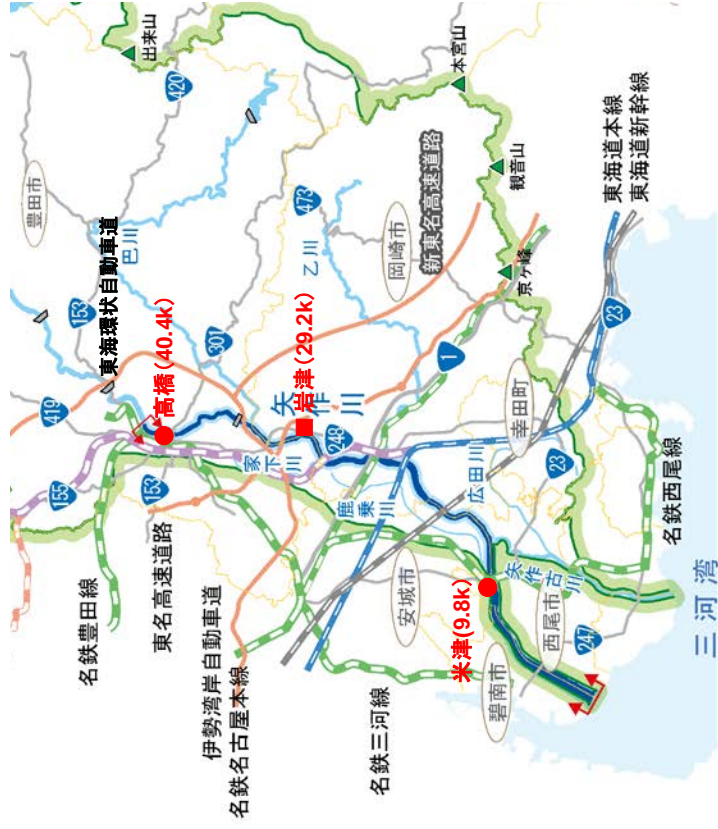 出来山
420
豊田市
本宮山
東海環状自動車道
巴川
153
473
観音山
新東名高速道路
岡崎市
乙川
東海道本線
東海道新幹線
京ヶ峰
419
301
高橋(40.4k)
岩津(29.2k)
矢作川
1
23
155
家下川
248
幸田町
153
鹿乗川
広田川
23
名鉄豊田線
東名高速道路
伊勢湾岸自動車道
名鉄名古屋本線
安城市
矢作古川
名鉄西尾線
名鉄三河線
米津(9.8k)
西尾市
碧南市
247
三河湾